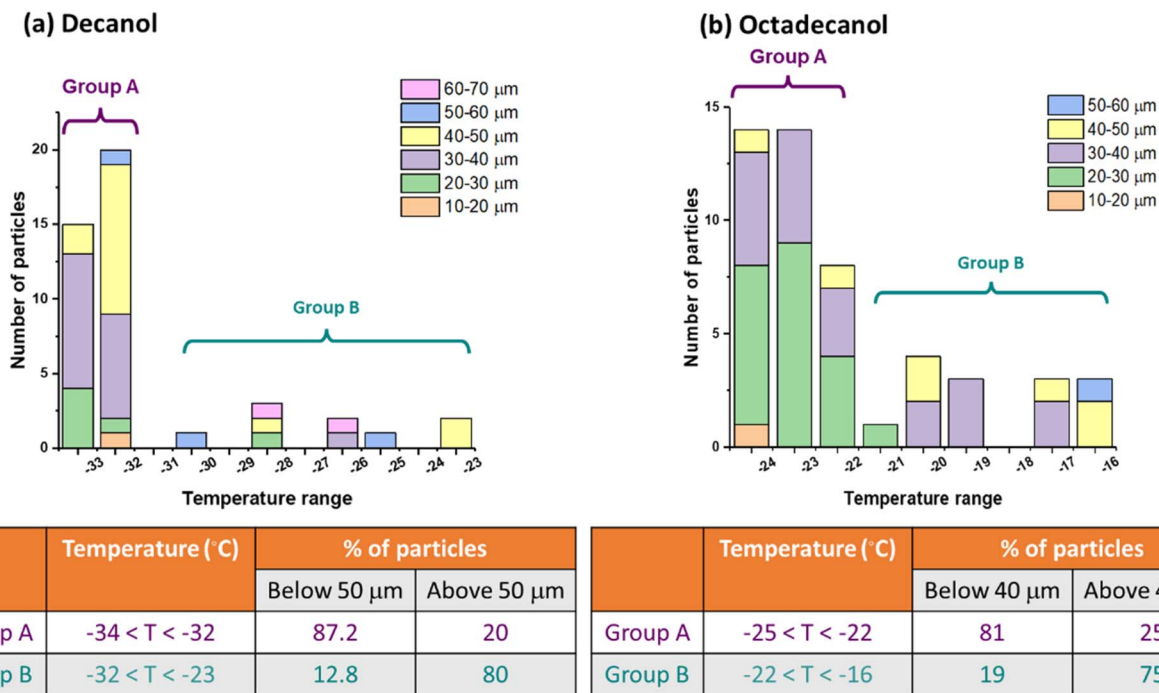 (a) Decanol
Group A
60-70 μm
50-60 μm
40-50 μm
30-40 μm
20-30 μm
10-20 μm
Group B
Number of particles
20
15
10
5
0
-33 -32 -31 -30 -29 -28 -27 -26 -25 -24 -23
Temperature range
(b) Octadecanol
Group A
50-60 μm
40-50 μm
30-40 μm
20-30 μm
10-20 μm
Group B
Number of particles
15
10
5
0
-24 -23 -22 -21 -20 -19 -18 -17 -16
Temperature range
Temperature (°C) % of particles
Below 50 μm Above 50 μm
p A -34 < T < -32 87.2 20
p B -32 < T < -23 12.8 80
Temperature (°C) % of particles
Below 40 μm Above 4
Group A -25 < T < -22 81 25
Group B -22 < T < -16 19 75